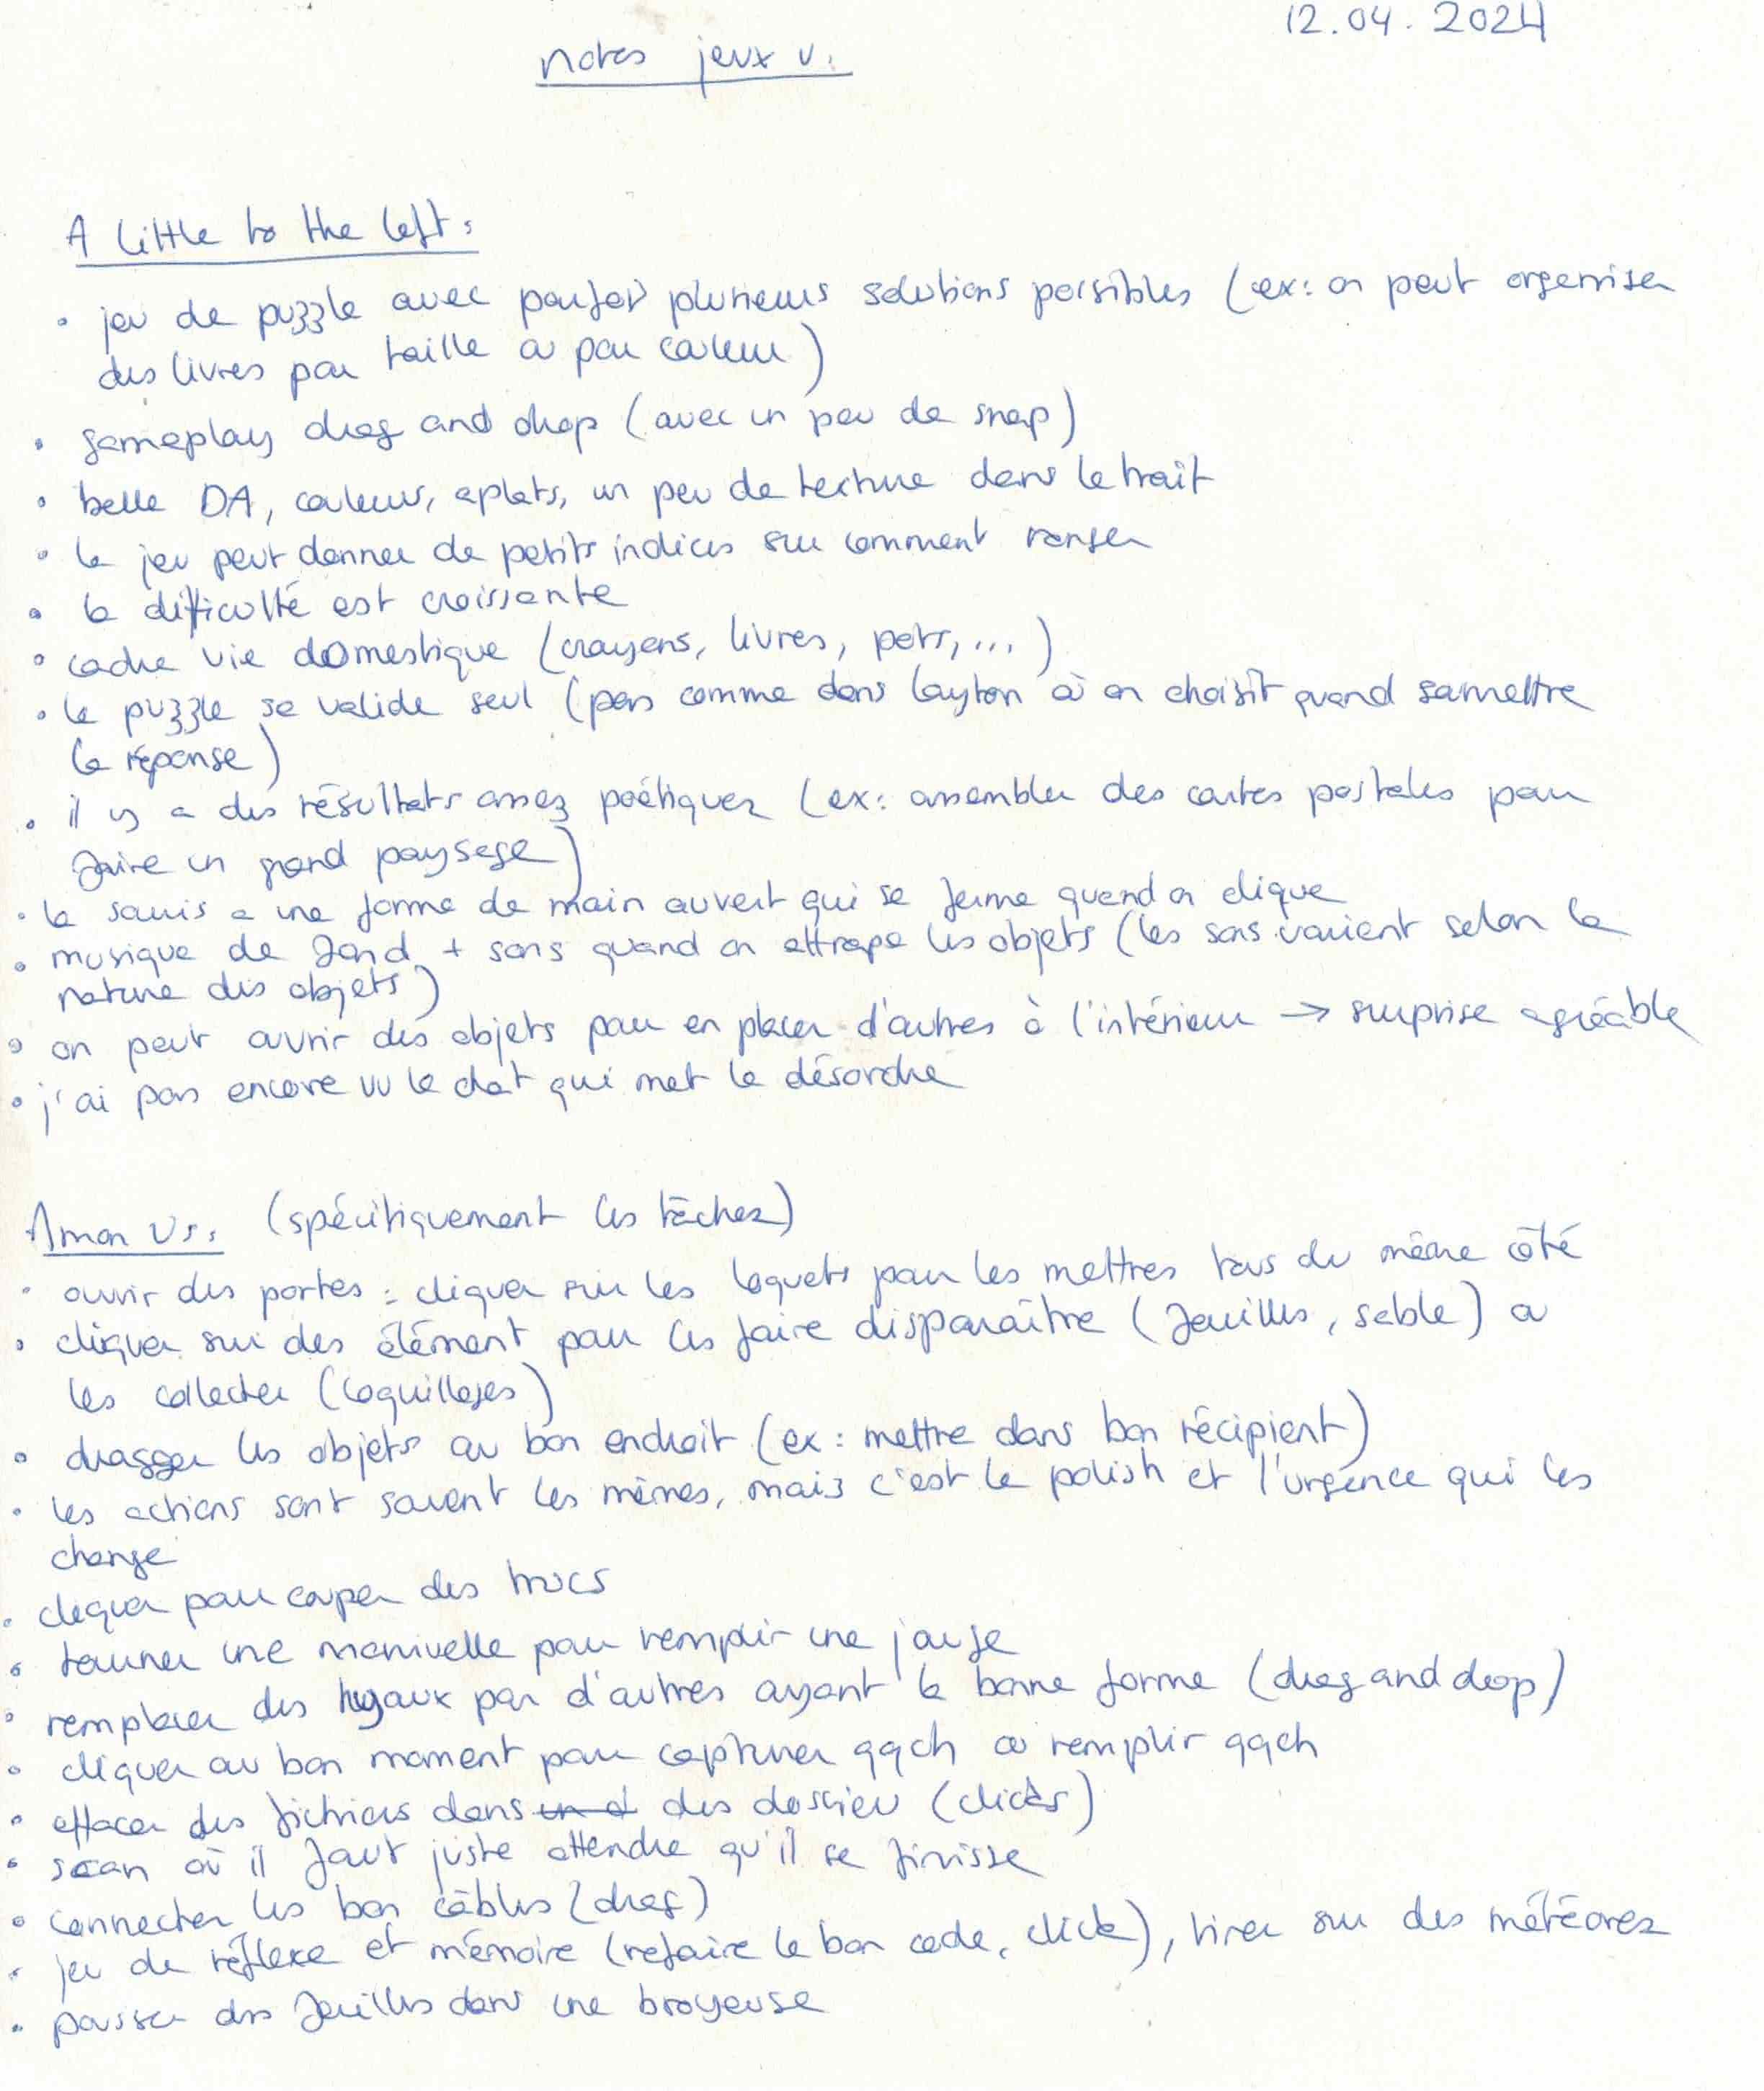 12.04.2024
notes jeux v.
A little to the left :
• jeu de puzzle avec parfois plusieurs solutions possibles (ex: on peut organiser
des livres par taille ou par couleur)
• gameplay drag and drop (avec un peu de snap)
• belle DA, couleurs, aplats, un peu de texture dans le trait
• le jeu peut donner de petits indices sur comment ranger
• la difficulté est croissante
• cadre vie domestique (crayons, livres, pots, ...)
• le puzzle se valide seul (pas comme dans Layton où on choisit quand samettre
la réponse)
• il y a des résultats assez poétiques (ex: assembler des cartes postales pour
faire un grand paysage)
• la souris a une forme de main ouvert qui se ferme quand on clique
• musique de fond + sons quand on attrape les objets (les sons varient selon la
nature des objets)
• on peut ouvrir des objets pour en placer d'autres à l'intérieur → surprise agréable
• j'ai pas encore vu le chat qui met le désordre
Amon Us : (spécifiquement les tâches)
• ouvrir des portes : cliquer sur les loquets pour les mettres tous du même côté
• cliquer sur des élément pour les faire disparaître (feuilles, sable) ou
les collecter (coquillages)
• dragger les objets au bon endroit (ex : mettre dans bon récipient)
• les actions sont souvent les mêmes, mais c'est le polish et l'urgence qui les
change
• cliquer pour couper des trucs
• tourner une manivelle pour remplir une jauge
• remplacer des tuyaux par d'autres ayant la bonne forme (drag and drop)
• cliquer au bon moment pour capturer qqch ou remplir qqch
• effacer des fichiers dans des dossier (clicks)
• scan où il faut juste attendre qu'il se finisse
• connecter les bon câbles (drag)
• jeu de réflexe et mémoire (refaire le bon code, click), tirer sur des météores
• pousser des feuilles dans une broyeuse